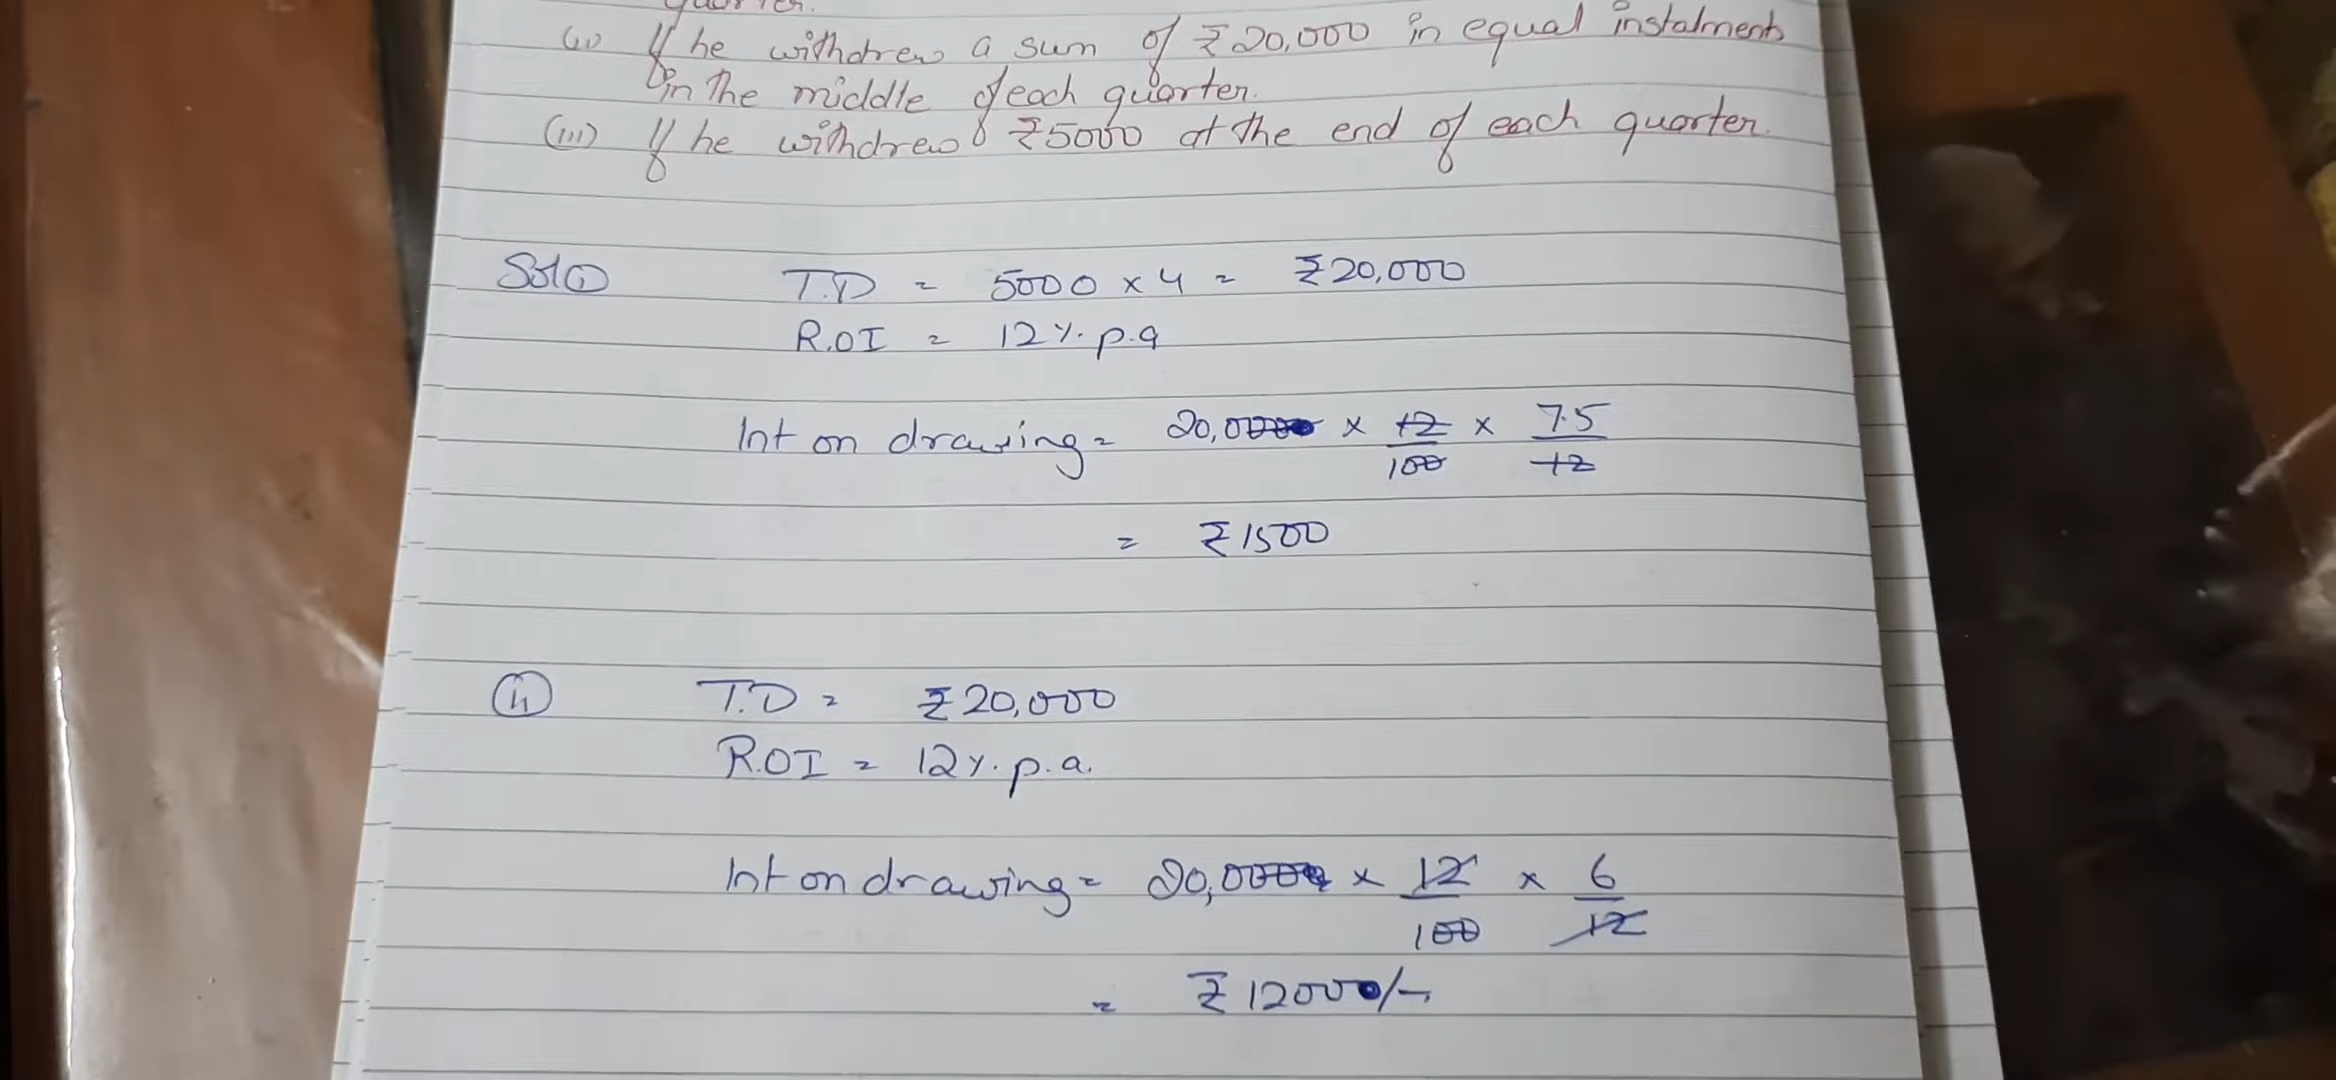 quarter.
(ii) If he withdrew a sum of ₹20,000 in equal instalments
in the middle of each quarter.
(iii) If he withdrew ₹5000 at the end of each quarter.
Sol (i) T.D = 5000 x 4 = ₹20,000
R.OI = 12%. p.a
Int on drawing = 20,000 x 12/100 x 7.5/12
= ₹1500
(ii) T.D = ₹20,000
R.OI = 12%. p.a.
Int on drawing = 20,000 x 12/100 x 6/12
= ₹1200/-